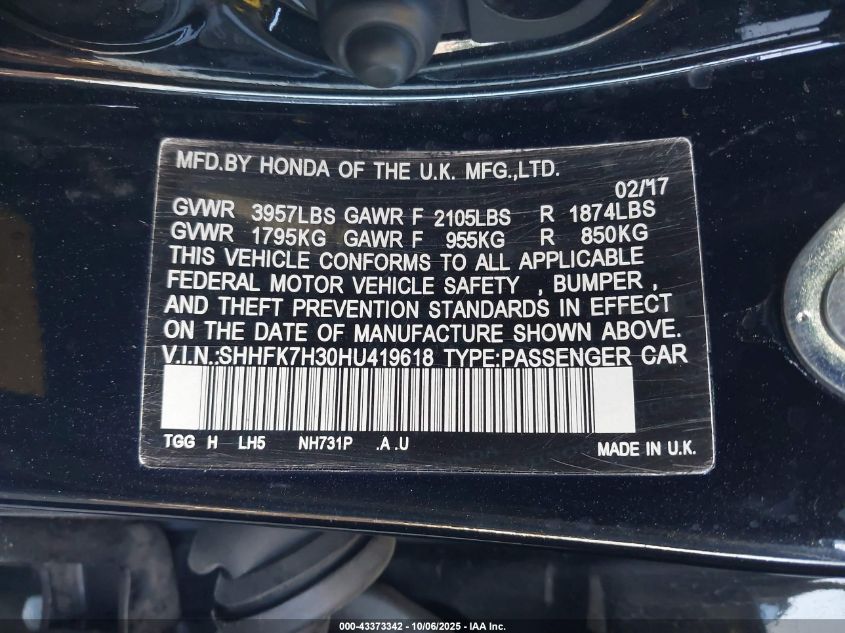 MFD.BY HONDA OF THE U.K. MFG.,LTD.
02/'17
GVWR 3957LBS GAWR F 2105LBS R 1874LBS
GVWR 1795KG GAWR F 955KG R 850KG
THIS VEHICLE CONFORMS TO ALL APPLICABLE
FEDERAL MOTOR VEHICLE SAFETY , BUMPER ,
AND THEFT PREVENTION STANDARDS IN EFFECT
ON THE DATE OF MANUFACTURE SHOWN ABOVE.
V.I.N.:SHHFK7H30HU419618 TYPE:PASSENGER CAR
TGG H LH5 NH731P .A .U MADE IN U.K.
000-43373342 - 10/06/2025 - IAA Inc.